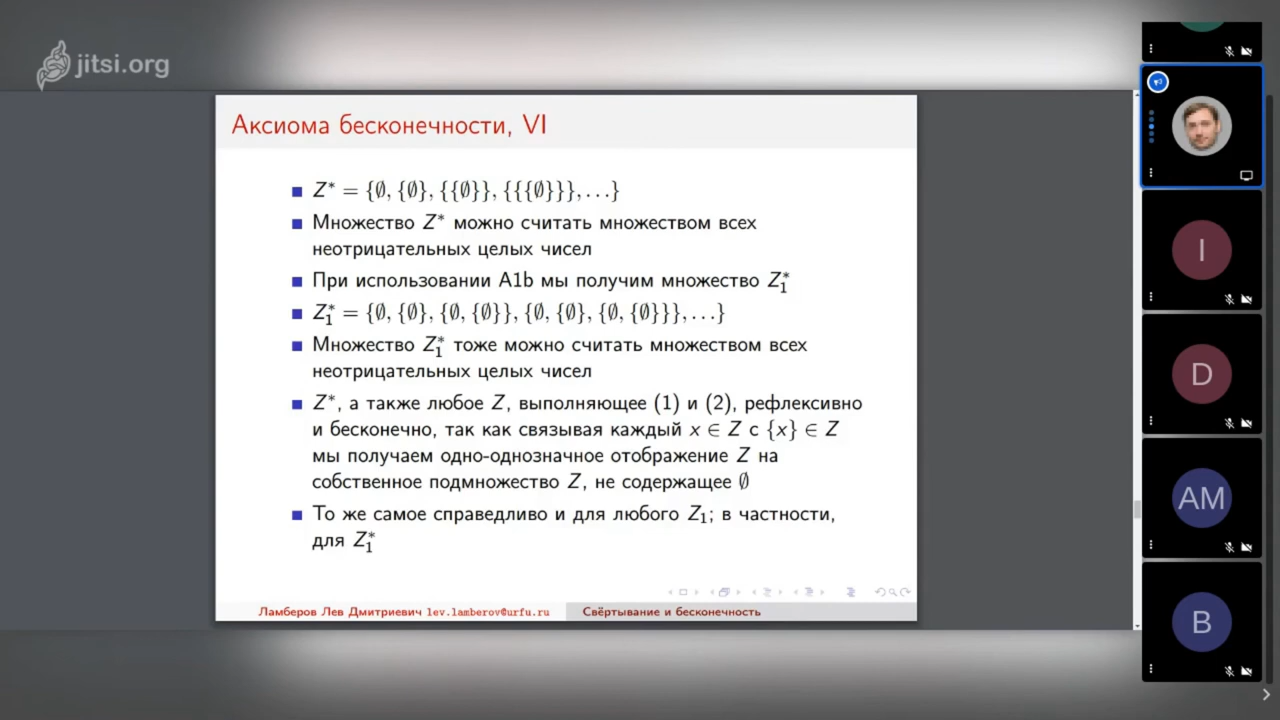 jitsi.org
Аксиома бесконечности, VI
Z* = {∅, {∅}, {{∅}}, {{{∅}}}, . . .}
Множество Z* можно считать множеством всех
неотрицательных целых чисел
При использовании A1b мы получим множество Z₁*
Z₁* = {∅, {∅}, {∅, {∅}}, {∅, {∅}, {∅, {∅}}}, . . .}
Множество Z₁* тоже можно считать множеством всех
неотрицательных целых чисел
Z*, а также любое Z, выполняющее (1) и (2), рефлексивно
и бесконечно, так как связывая каждый x ∈ Z с {x} ∈ Z
мы получаем одно-однозначное отображение Z на
собственное подмножество Z, не содержащее ∅
То же самое справедливо и для любого Z₁; в частности,
для Z₁*
Ламберов Лев Дмитриевич lev.lamberov@urfu.ru
Свёртывание и бесконечность
I
D
AM
B